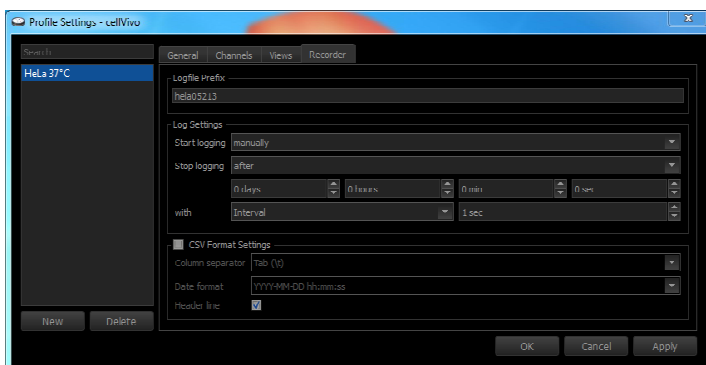 Profile Settings - cellVivo
Search
General Channels Views Recorder
HeLa 37°C
Logfile Prefix
hela05213
Log Settings
Start logging manually
Stop logging after
0 days 0 hours 0 min 0 sec
with Interval 1 sec
CSV Format Settings
Column separator Tab (\t)
Date format YYYY-MM-DD hh:mm:ss
Header line
New Delete
OK Cancel Apply